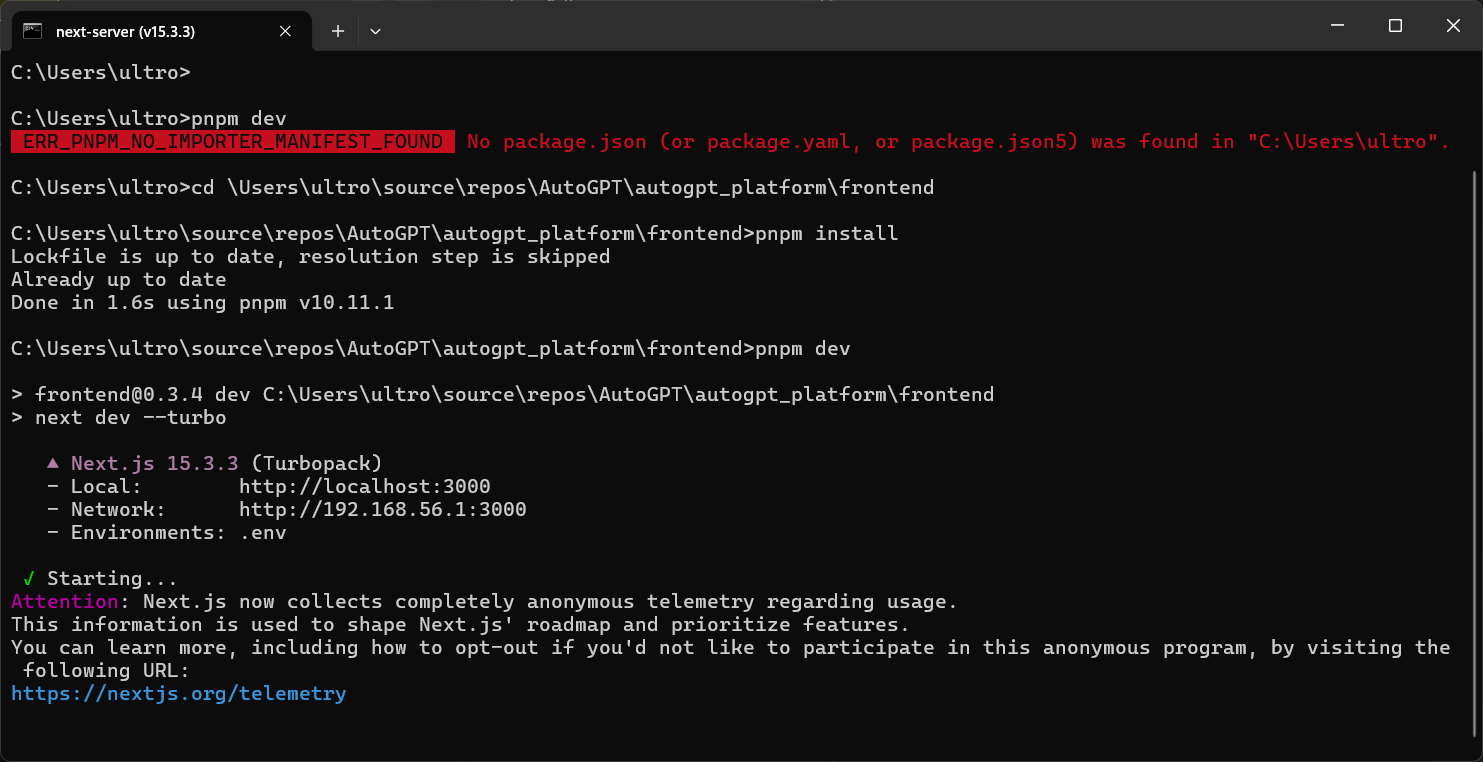 next-server (v15.3.3)
C:\Users\ultro>
C:\Users\ultro>pnpm dev
ERR_PNPM_NO_IMPORTER_MANIFEST_FOUND No package.json (or package.yaml, or package.json5) was found in "C:\Users\ultro".
C:\Users\ultro>cd \Users\ultro\source\repos\AutoGPT\autogpt_platform\frontend
C:\Users\ultro\source\repos\AutoGPT\autogpt_platform\frontend>pnpm install
Lockfile is up to date, resolution step is skipped
Already up to date
Done in 1.6s using pnpm v10.11.1
C:\Users\ultro\source\repos\AutoGPT\autogpt_platform\frontend>pnpm dev
> frontend@0.3.4 dev C:\Users\ultro\source\repos\AutoGPT\autogpt_platform\frontend
> next dev --turbo
▲ Next.js 15.3.3 (Turbopack)
- Local:        http://localhost:3000
- Network:      http://192.168.56.1:3000
- Environments: .env
√ Starting...
Attention: Next.js now collects completely anonymous telemetry regarding usage.
This information is used to shape Next.js' roadmap and prioritize features.
You can learn more, including how to opt-out if you'd not like to participate in this anonymous program, by visiting the
following URL:
https://nextjs.org/telemetry